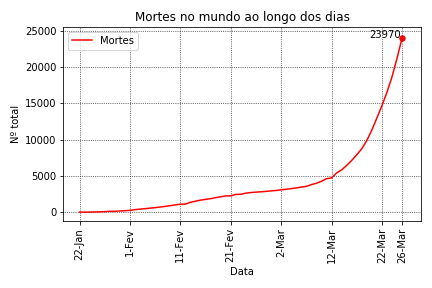 Mortes no mundo ao longo dos dias
Mortes
23970
Nº total
25000
20000
15000
10000
5000
0
22-Jan
1-Fev
11-Fev
21-Fev
2-Mar
12-Mar
22-Mar
26-Mar
Data